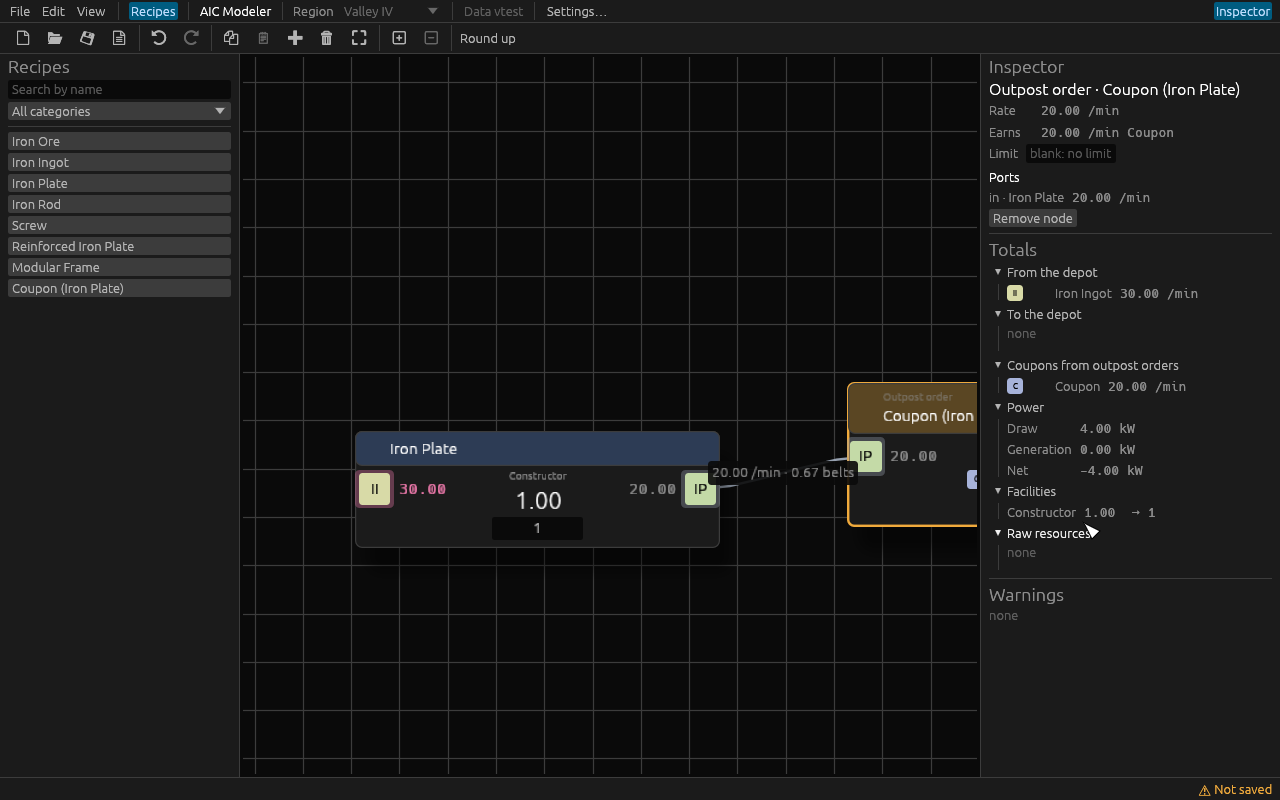 File Edit View Recipes AIC Modeler Region Valley IV Data vtest Settings… Inspector
Round up
Recipes
Search by name
All categories
Iron Ore
Iron Ingot
Iron Plate
Iron Rod
Screw
Reinforced Iron Plate
Modular Frame
Coupon (Iron Plate)
Outpost order
Coupon (Iron
IP 20.00
C
Iron Plate
II 30.00
Constructor
1.00
1
20.00 IP
20.00 /min · 0.67 belts
Inspector
Outpost order · Coupon (Iron Plate)
Rate 20.00 /min
Earns 20.00 /min Coupon
Limit blank: no limit
Ports
in · Iron Plate 20.00 /min
Remove node
Totals
From the depot
II Iron Ingot 30.00 /min
To the depot
none
Coupons from outpost orders
C Coupon 20.00 /min
Power
Draw 4.00 kW
Generation 0.00 kW
Net −4.00 kW
Facilities
Constructor 1.00 → 1
Raw resources
none
Warnings
none
⚠ Not saved